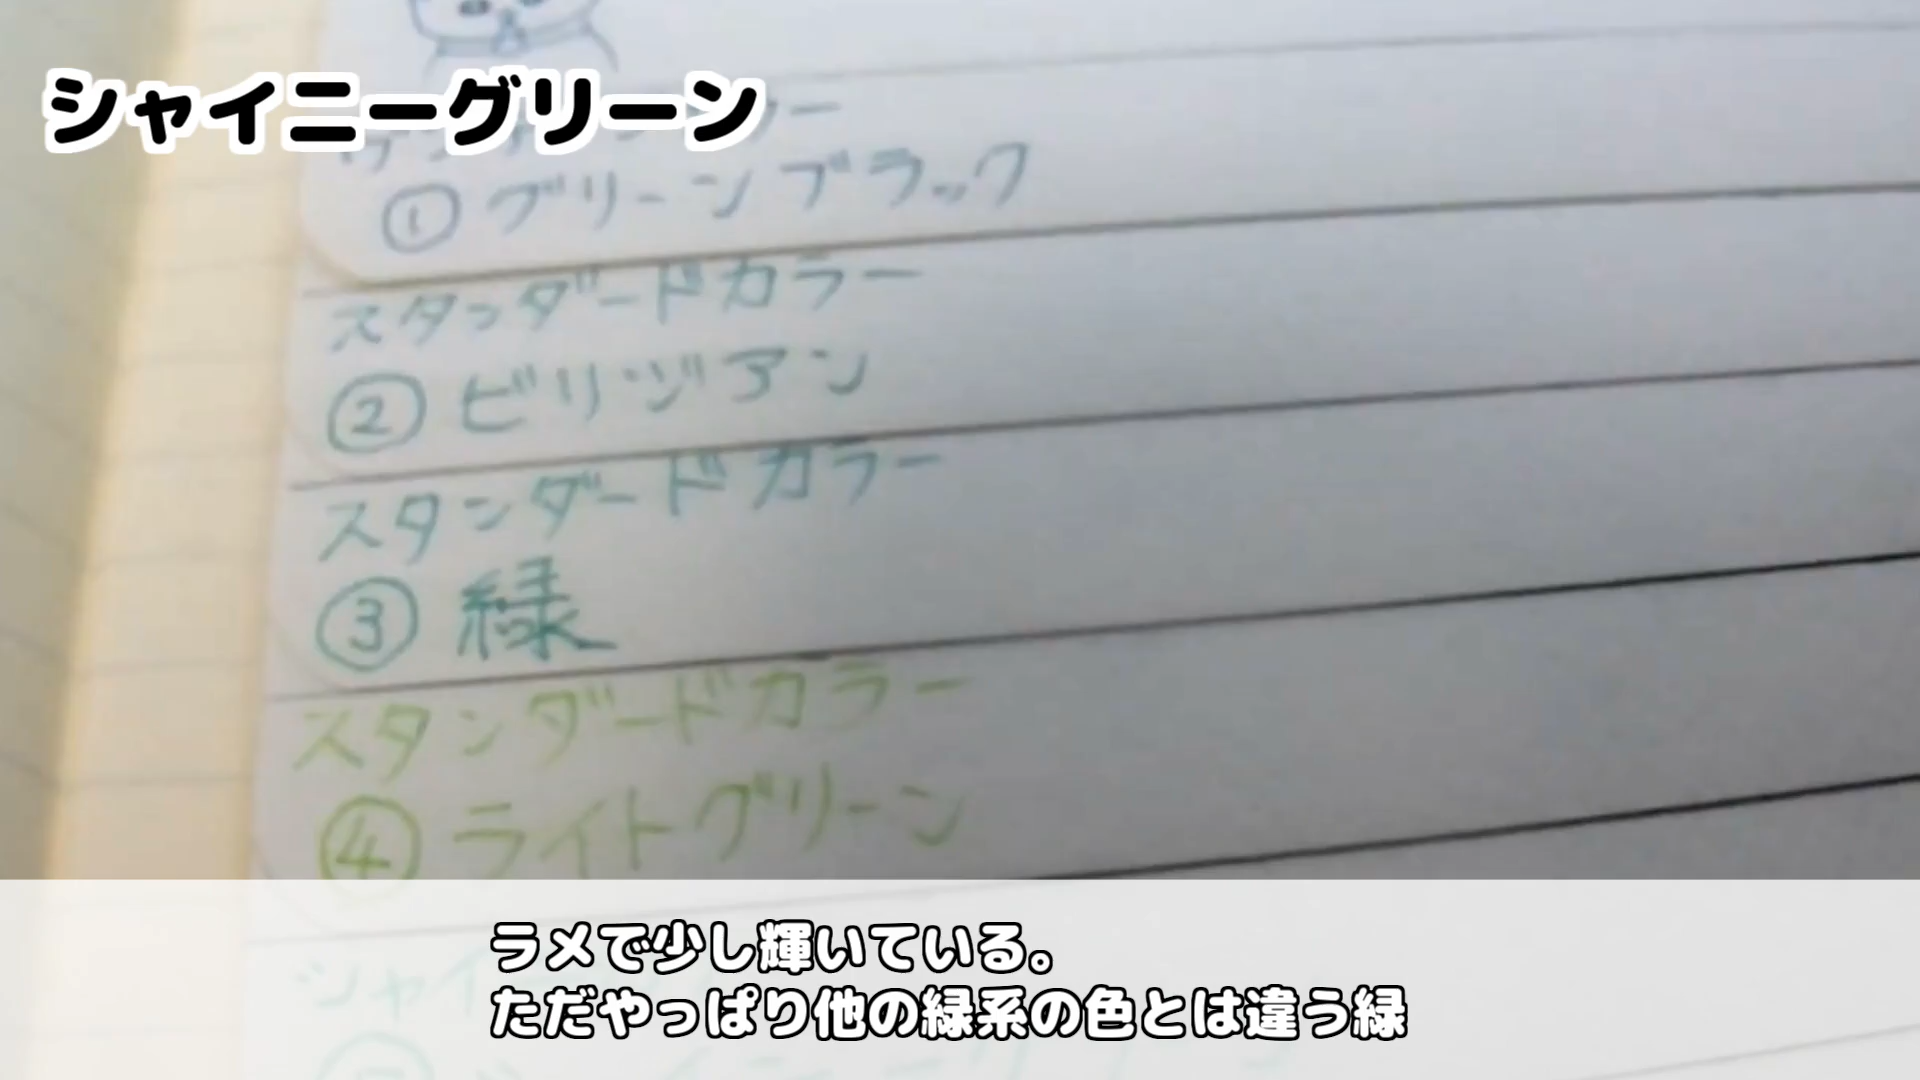 シャイニーグリーン
① グリーンブラック
スタンダードカラー
② ビリジアン
スタンダードカラー
③ 緑
スタンダードカラー
④ ライトグリーン
ラメで少し輝いている。
ただやっぱり他の緑系の色とは違う緑